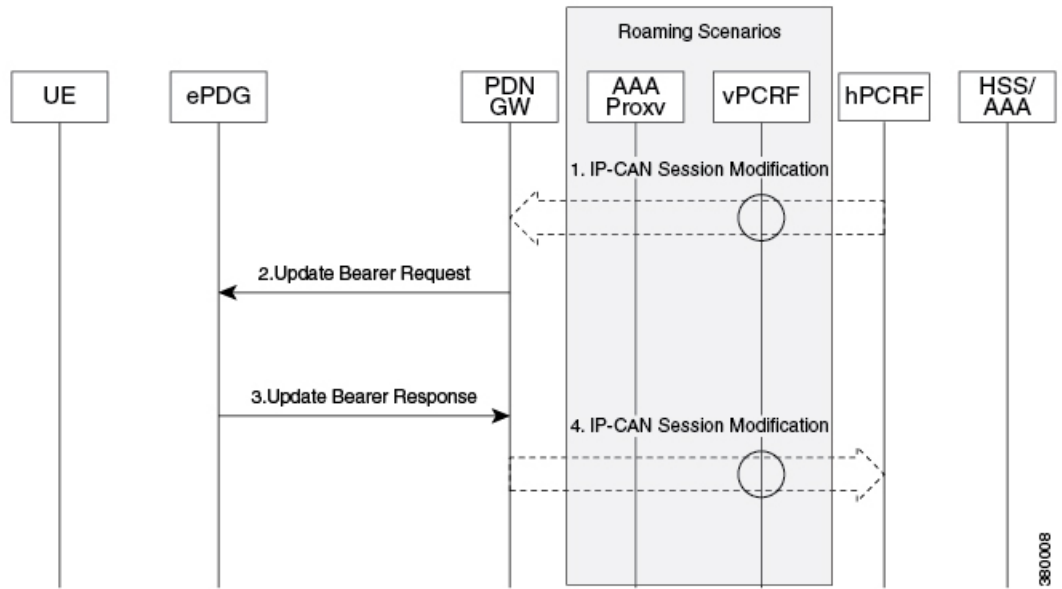 Roaming Scenarios
UE
ePDG
PDN
GW
AAA
Proxv
vPCRF
hPCRF
HSS/
AAA
1. IP-CAN Session Modification
2.Update Bearer Request
3.Update Bearer Response
4. IP-CAN Session Modification
380008